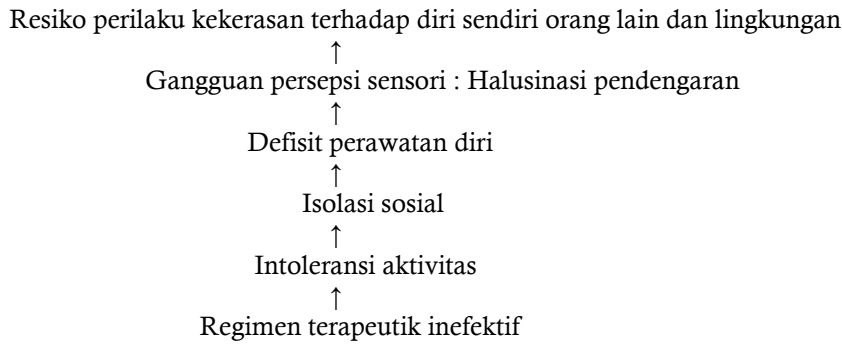 Resiko perilaku kekerasan terhadap diri sendiri orang lain dan lingkungan
↑
Gangguan persepsi sensori : Halusinasi pendengaran
↑
Defisit perawatan diri
↑
Isolasi sosial
↑
Intoleransi aktivitas
↑
Regimen terapeutik inefektif